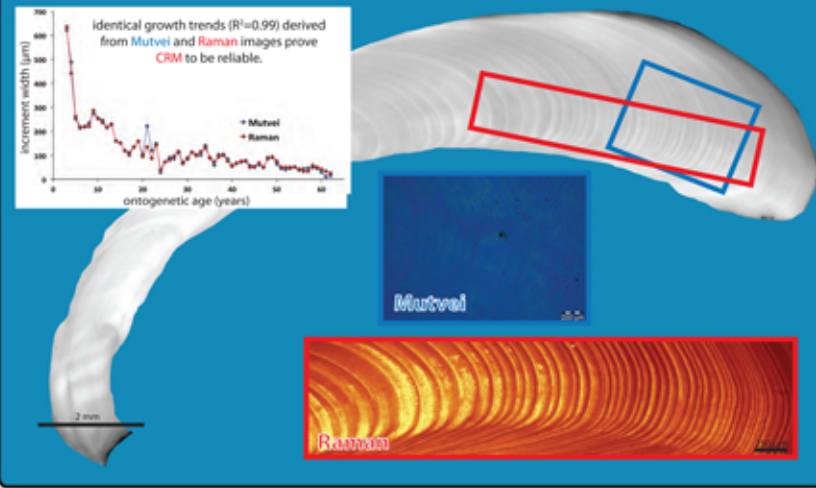 identical growth trends (R²=0.99) derived
from Mutvei and Raman images prove
CRM to be reliable.
increment width (μm)
700
600
500
400
300
200
100
0
Mutvei
Raman
0
10
20
30
40
50
60
ontogenetic age (years)
Mutvei
Raman
2 mm